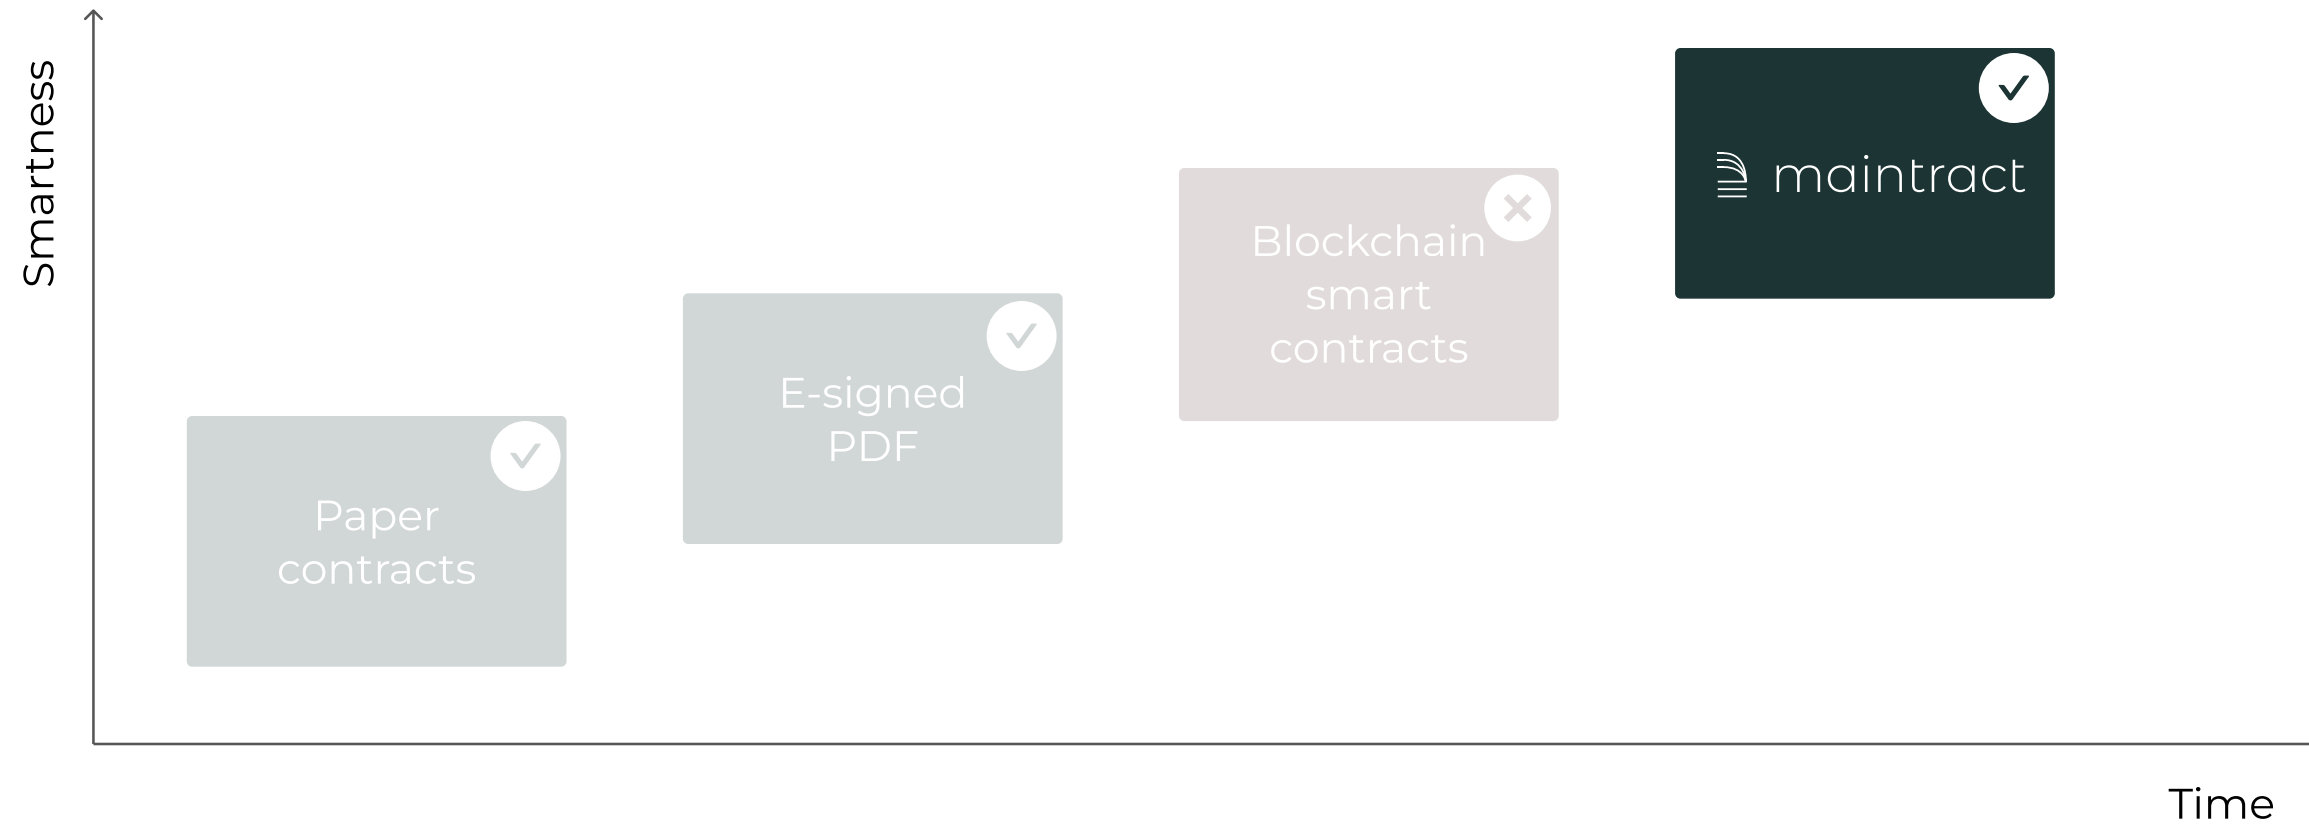 Smartness
maintract
Blockchain
smart
contracts
E-signed
PDF
Paper
contracts
Time